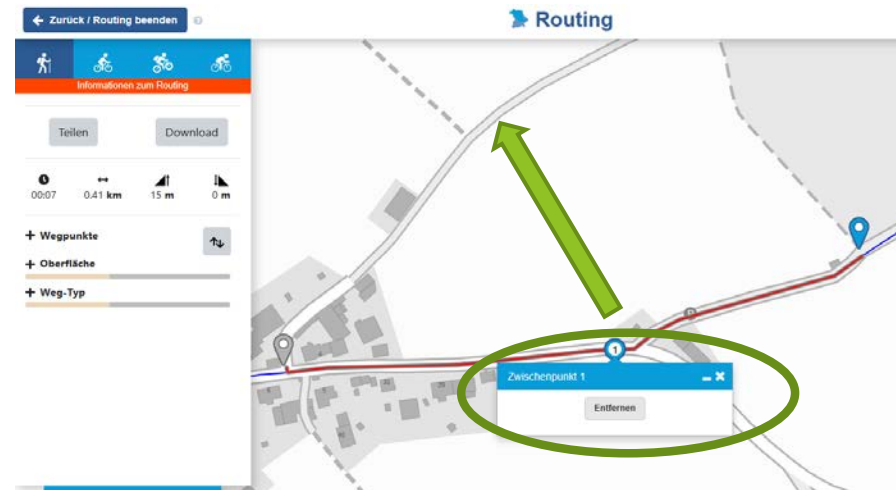 Zurück / Routing beenden
Routing
Informationen zum Routing
Teilen
Download
00:07
0.41 km
15 m
0 m
+ Wegpunkte
+ Oberfläche
+ Weg-Typ
1
Zwischenpunkt 1
Entfernen